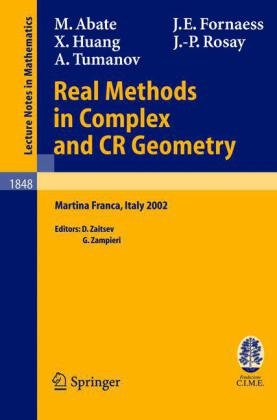 M. Abate J.E. Fornaess
X. Huang J.-P. Rosay
A. Tumanov
Real Methods
in Complex
and CR Geometry
Lecture Notes in Mathematics
1848
Martina Franca, Italy 2002
Editors: D. Zaitsev
G. Zampieri
Springer
Fondazione
C.I.M.E.